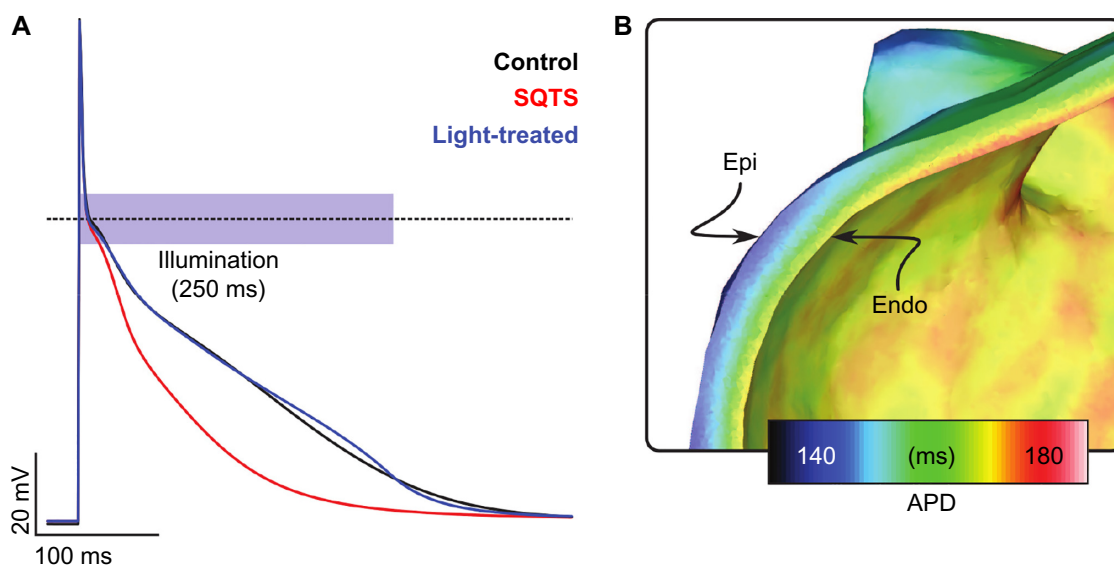 A
Control
SQTS
Light-treated
Illumination
(250 ms)
20 mV
100 ms
B
Epi
Endo
140 (ms) 180
APD